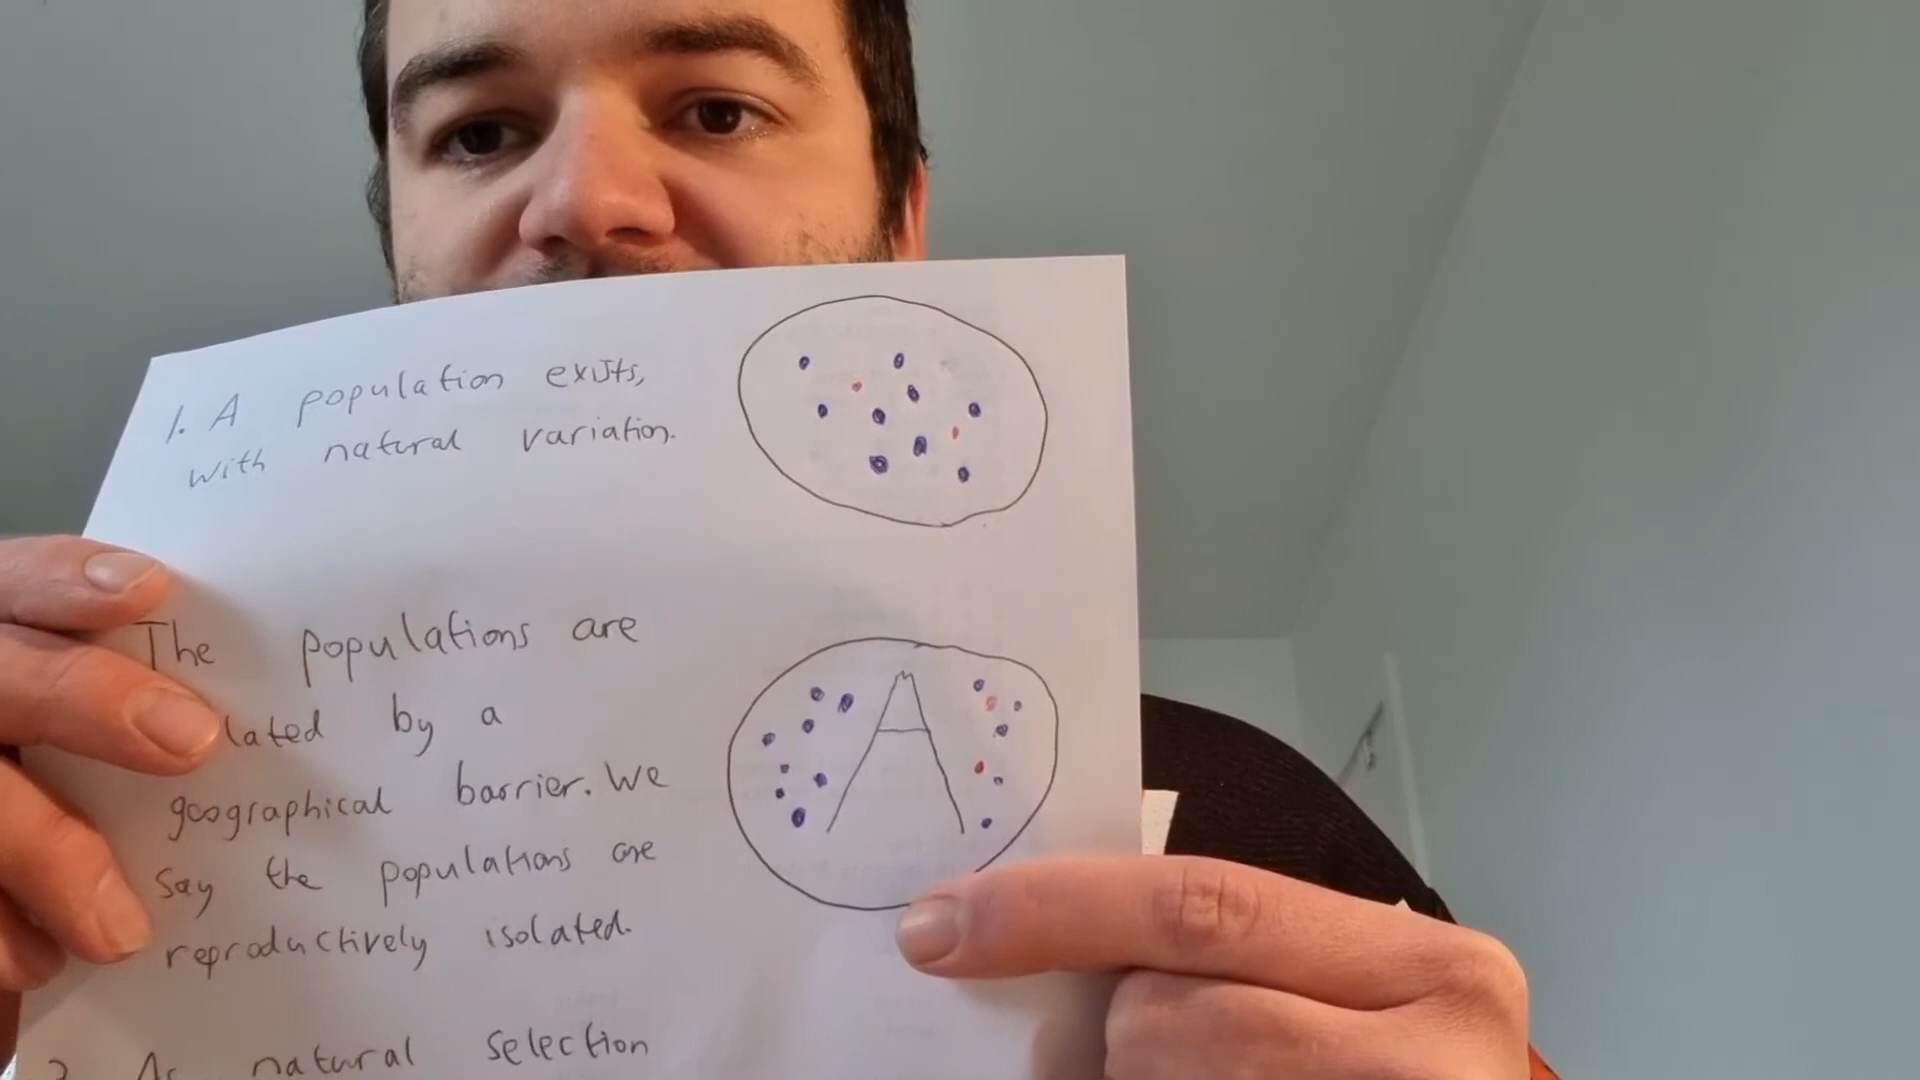 1. A population exists,
with natural variation.
The populations are
lated by a
geographical barrier. We
say the populations are
reproductively isolated.
As natural selection